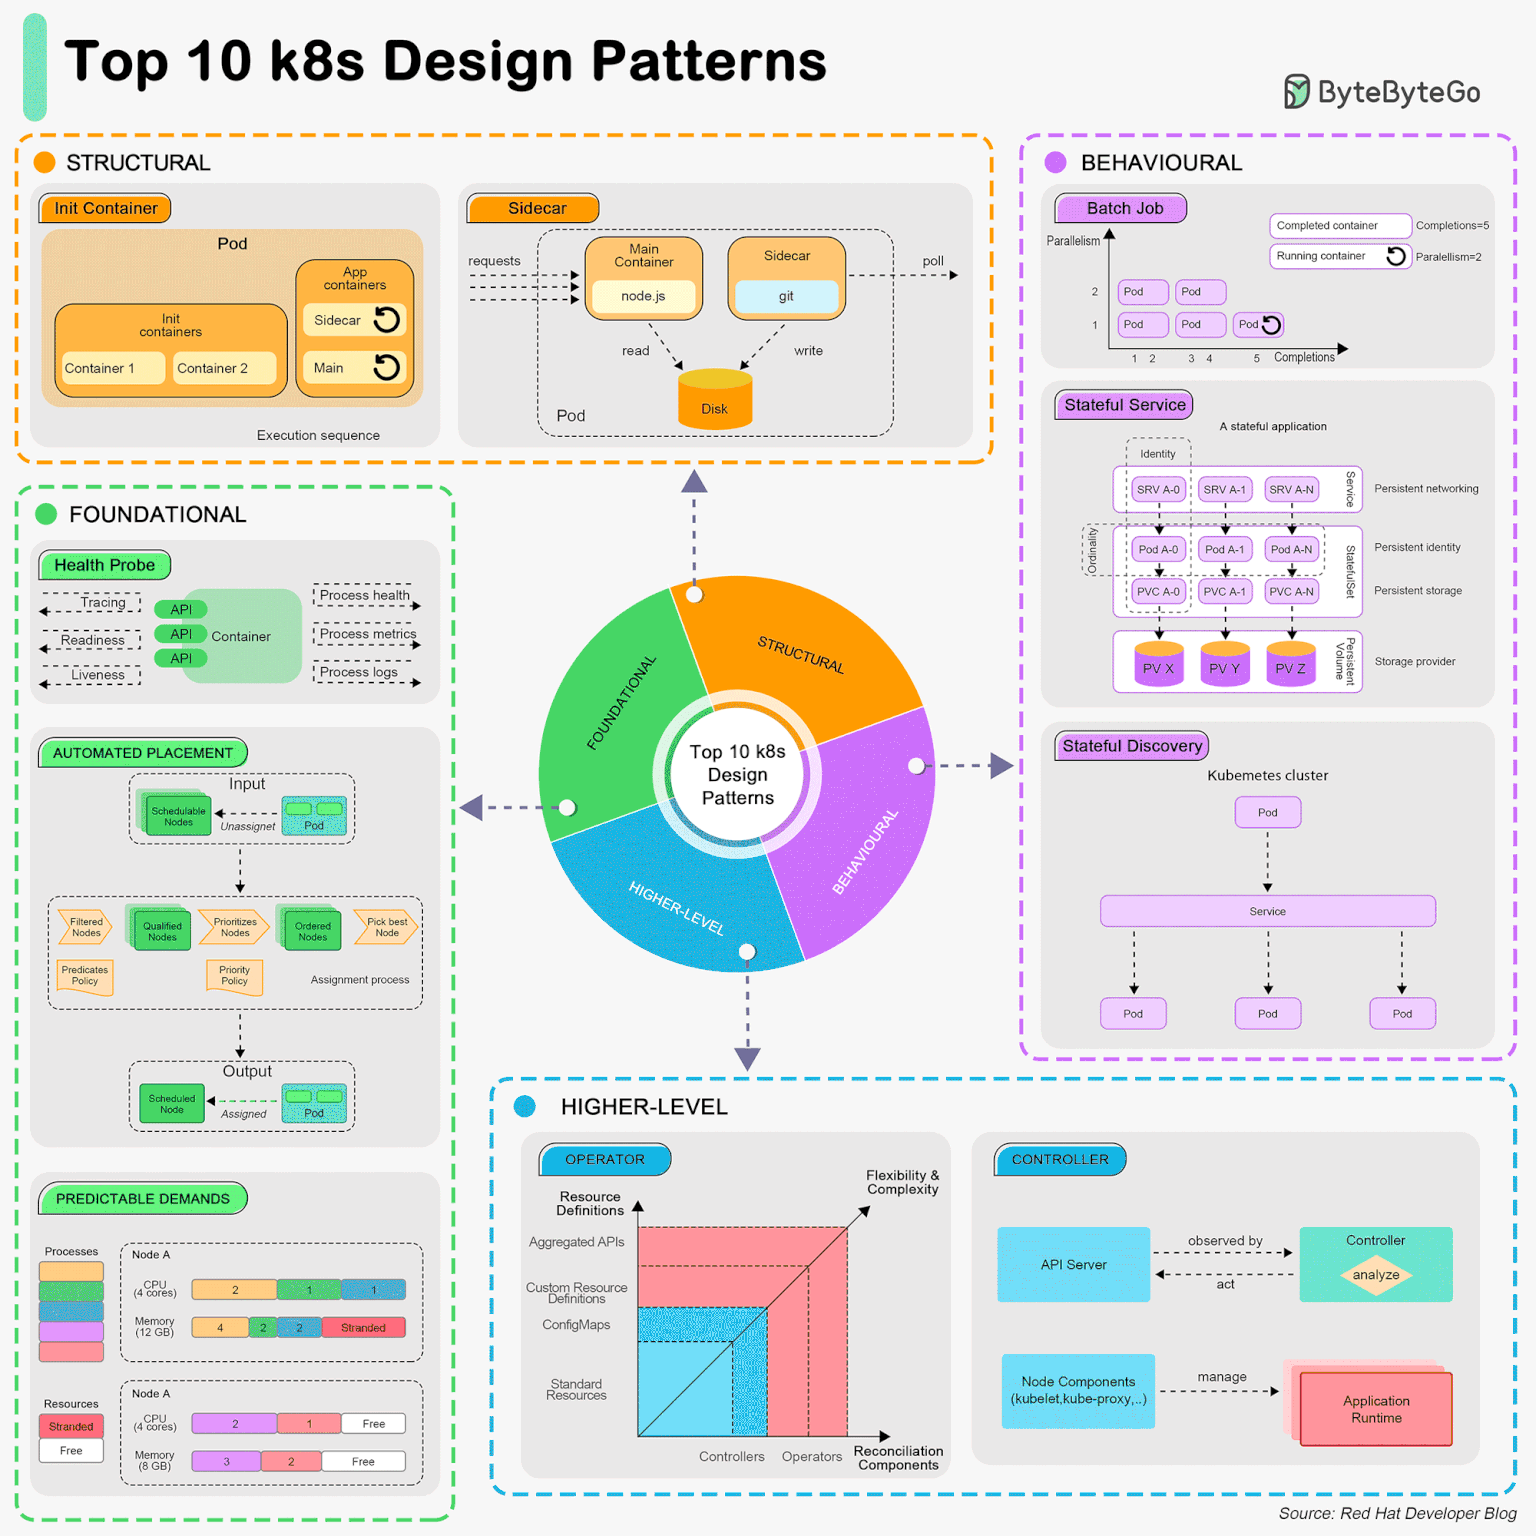 Top 10 k8s Design Patterns
ByteByteGo
STRUCTURAL
Init Container
Pod
App
containers
Sidecar
Main
Init
containers
Container 1
Container 2
Execution sequence
Sidecar
requests
Main
Container
node.js
Sidecar
git
poll
read
write
Disk
Pod
BEHAVIOURAL
Batch Job
Completed container
Completions=5
Running container
Paralellism=2
Parallelism
2
Pod
Pod
1
Pod
Pod
Pod
1 2 3 4 5
Completions
Stateful Service
A stateful application
Identity
Service
SRV A-0
SRV A-1
SRV A-N
Persistent networking
Ordinality
StatefulSet
Pod A-0
Pod A-1
Pod A-N
Persistent identity
PVC A-0
PVC A-1
PVC A-N
Persistent storage
PV X
PV Y
PV Z
Persistent
Volume
Storage provider
Stateful Discovery
Kubemetes cluster
Pod
Service
Pod
Pod
Pod
FOUNDATIONAL
Health Probe
Tracing
Readiness
Liveness
API
API
API
Container
Process health
Process metrics
Process logs
AUTOMATED PLACEMENT
Input
Schedulable
Nodes
Unassignet
Pod
Filtered
Nodes
Qualified
Nodes
Prioritizes
Nodes
Ordered
Nodes
Pick best
Node
Predicates
Policy
Priority
Policy
Assignment process
Output
Scheduled
Node
Assigned
Pod
PREDICTABLE DEMANDS
Processes
Node A
CPU
(4 cores)
2
1
1
Memory
(12 GB)
4
2
2
Stranded
Resources
Stranded
Free
Node A
CPU
(4 cores)
2
1
Free
Memory
(8 GB)
3
2
Free
STRUCTURAL
FOUNDATIONAL
BEHAVIOURAL
HIGHER-LEVEL
Top 10 k8s
Design
Patterns
HIGHER-LEVEL
OPERATOR
Resource
Definitions
Flexibility &
Complexity
Aggregated APIs
Custom Resource
Definitions
ConfigMaps
Standard
Resources
Controllers
Operators
Reconciliation
Components
CONTROLLER
API Server
observed by
act
Controller
analyze
Node Components
(kubelet,kube-proxy,..)
manage
Application
Runtime
Source: Red Hat Developer Blog